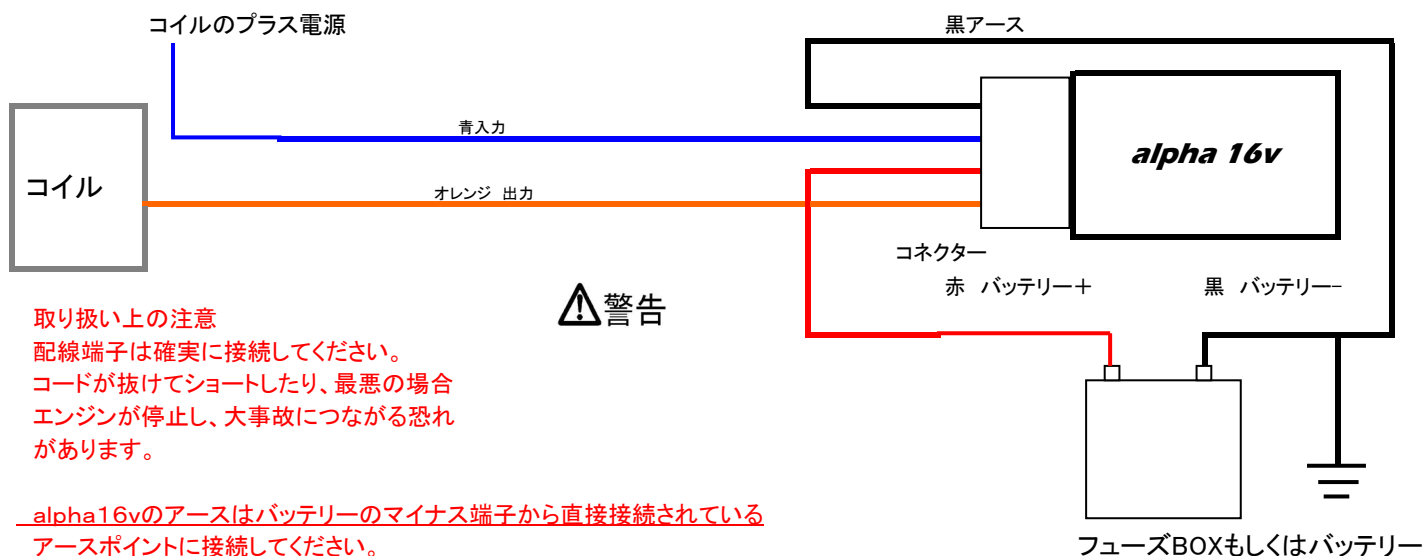 コイルのプラス電源
黒アース
青入力
alpha 16v
コイル
オレンジ 出力
コネクター
赤 バッテリー＋
黒 バッテリー−
警告
取り扱い上の注意
配線端子は確実に接続してください。
コードが抜けてショートしたり、最悪の場合
エンジンが停止し、大事故につながる恐れ
があります。
alpha16vのアースはバッテリーのマイナス端子から直接接続されている
アースポイントに接続してください。
フューズBOXもしくはバッテリー